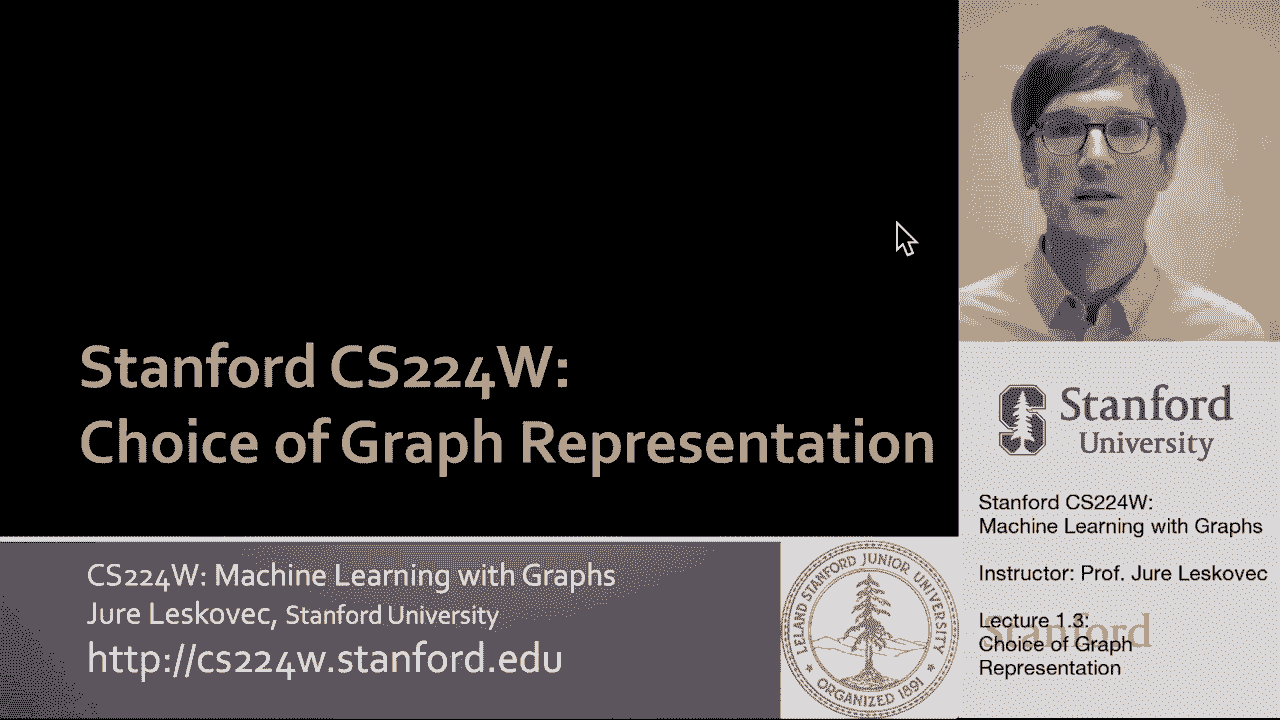 Stanford CS224W:
Choice of Graph Representation
CS224W: Machine Learning with Graphs
Jure Leskovec, Stanford University
http://cs224w.stanford.edu
LELAND STANFORD JUNIOR UNIVERSITY
ORGANIZED 1891
Stanford
University
Stanford CS224W:
Machine Learning with Graphs
Instructor: Prof. Jure Leskovec
Lecture 1.3:
Stanford
Choice of Graph
Representation